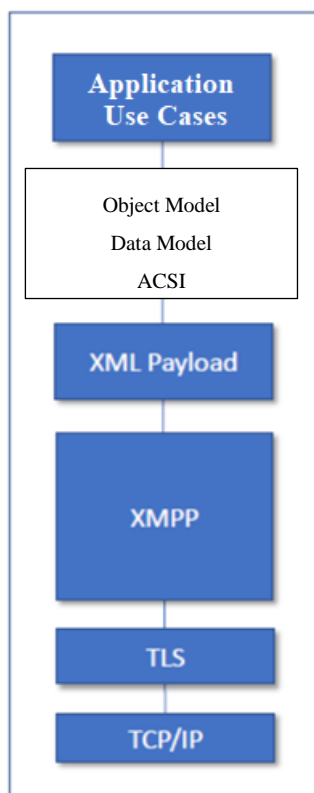 Application
Use Cases
Object Model
Data Model
ACSI
XML Payload
XMPP
TLS
TCP/IP